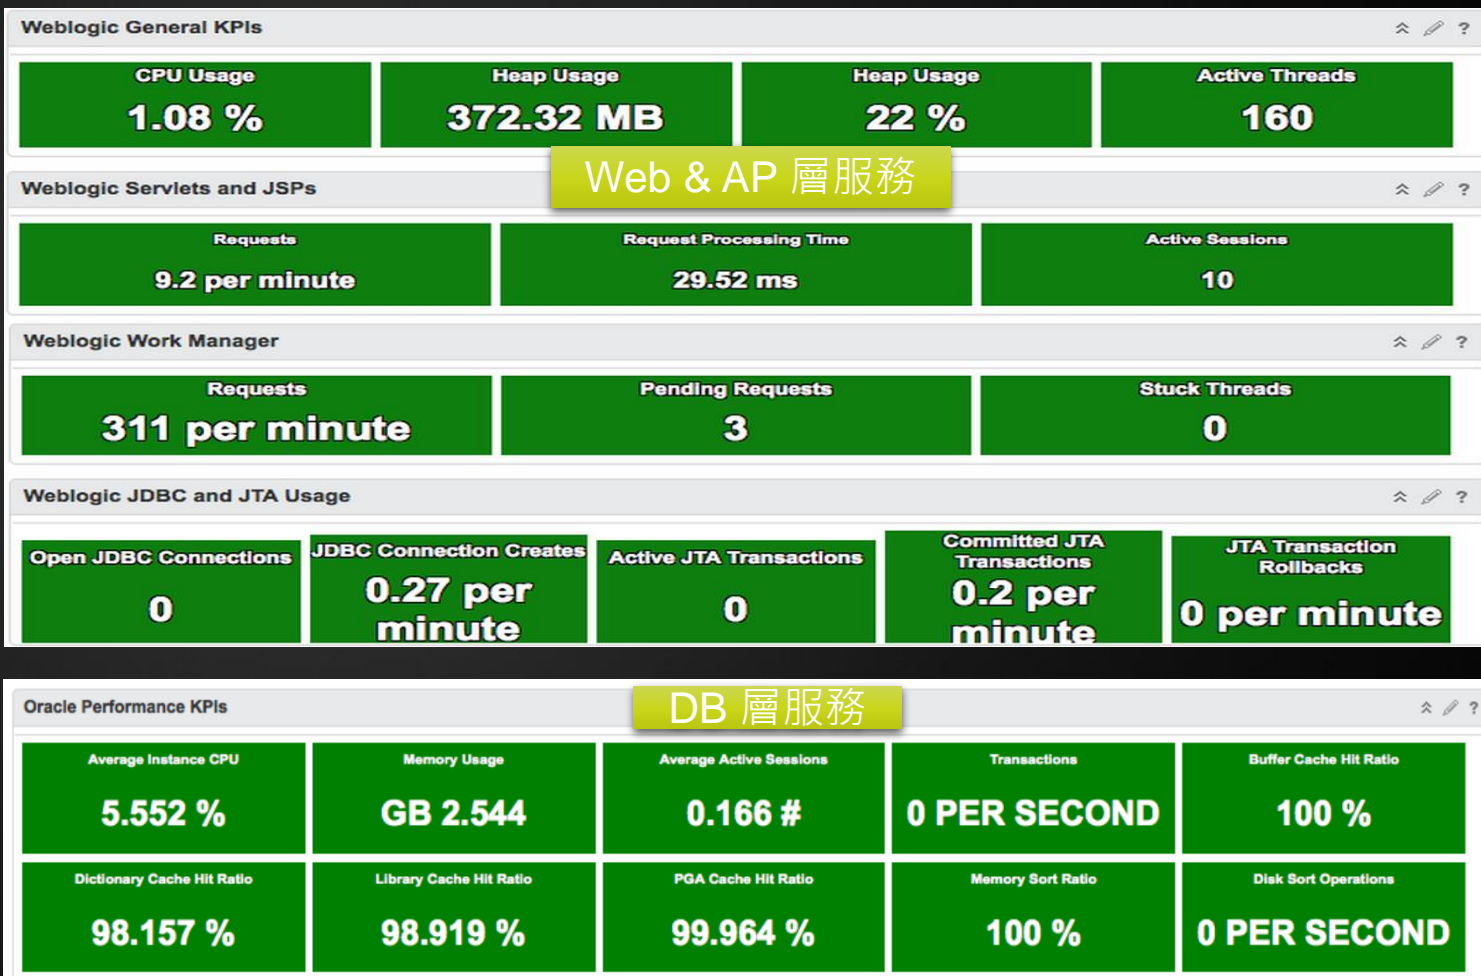 Weblogic General KPIs
?
CPU Usage
1.08 %
Heap Usage
372.32 MB
Heap Usage
22 %
Active Threads
160
Web & AP 層服務
Weblogic Servlets and JSPs
?
Requests
9.2 per minute
Request Processing Time
29.52 ms
Active Sessions
10
Weblogic Work Manager
?
Requests
311 per minute
Pending Requests
3
Stuck Threads
0
Weblogic JDBC and JTA Usage
?
Open JDBC Connections
0
JDBC Connection Creates
0.27 per
minute
Active JTA Transactions
0
Committed JTA
Transactions
0.2 per
minute
JTA Transaction
Rollbacks
0 per minute
Oracle Performance KPIs
DB 層服務
?
Average Instance CPU
5.552 %
Memory Usage
GB 2.544
Average Active Sessions
0.166 #
Transactions
0 PER SECOND
Buffer Cache Hit Ratio
100 %
Dictionary Cache Hit Ratio
98.157 %
Library Cache Hit Ratio
98.919 %
PGA Cache Hit Ratio
99.964 %
Memory Sort Ratio
100 %
Disk Sort Operations
0 PER SECOND